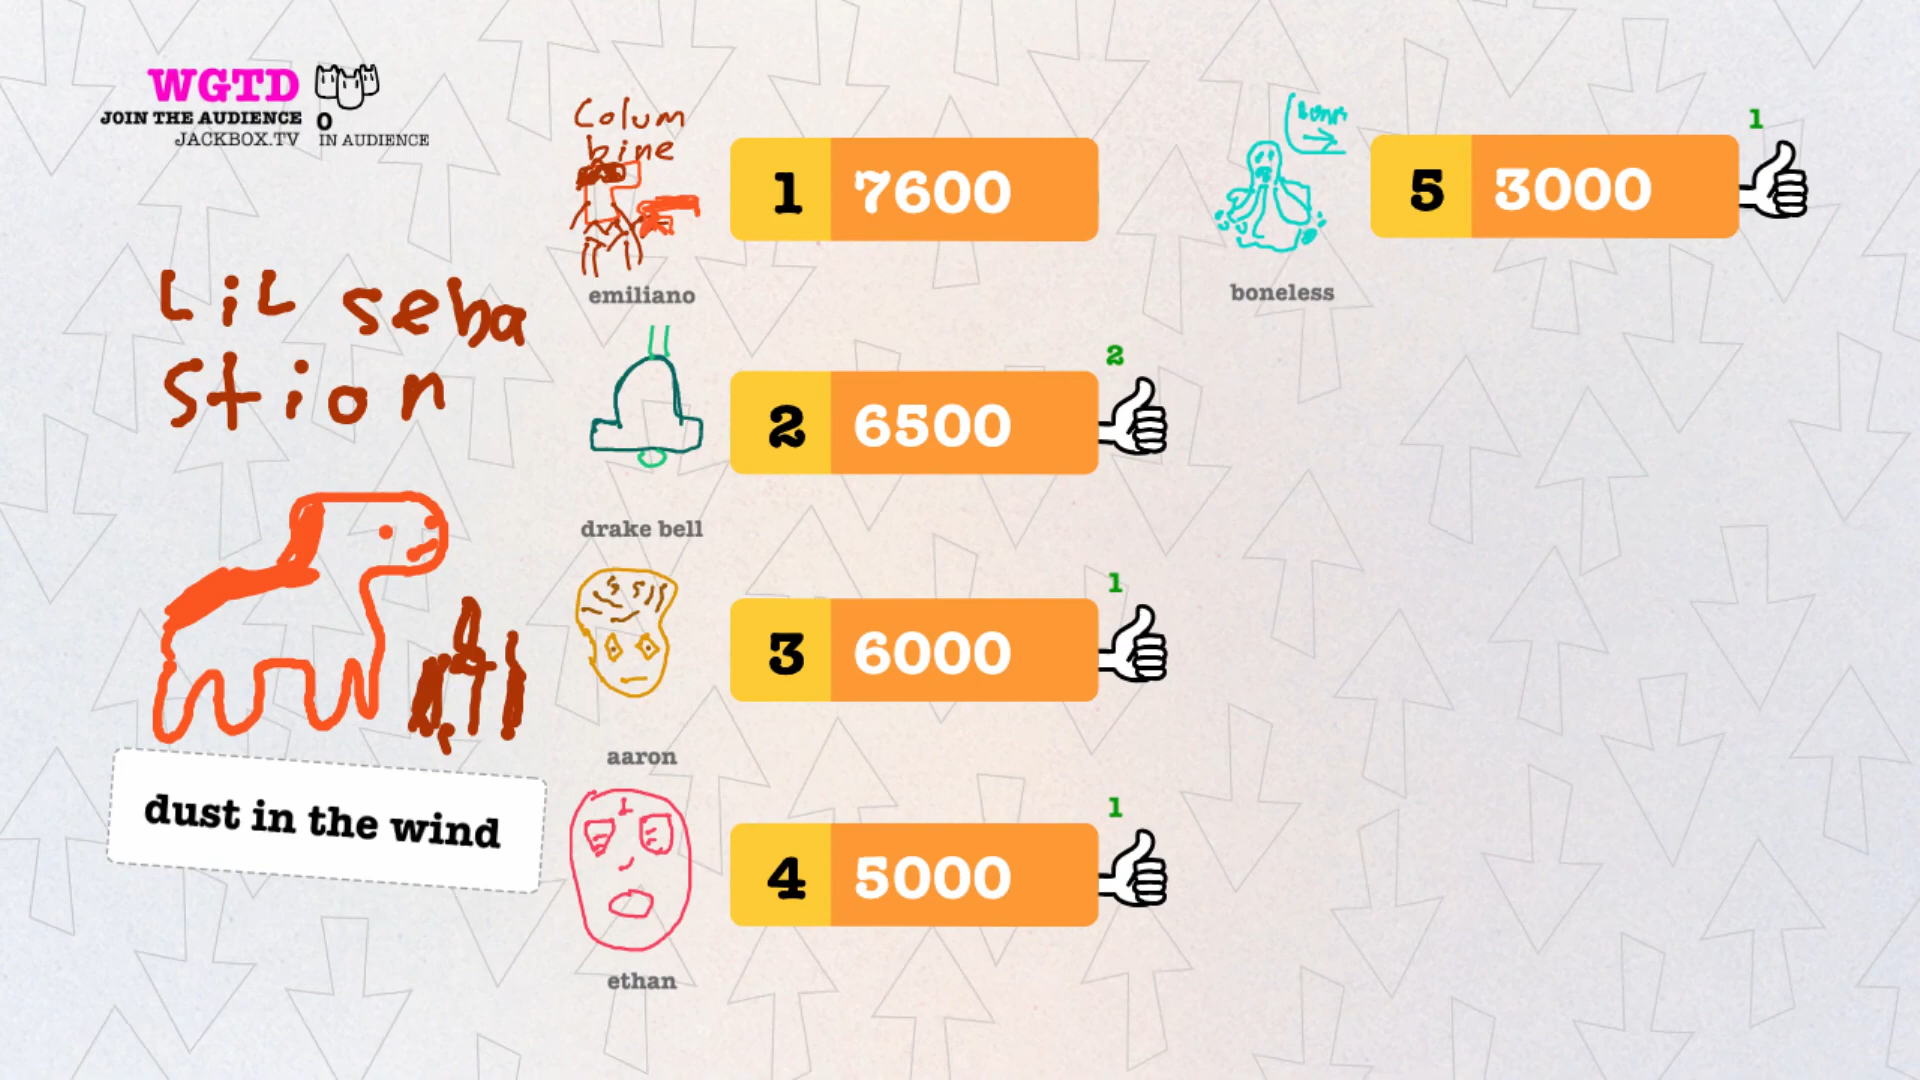 WGTD
JOIN THE AUDIENCE
JACKBOX.TV
0
IN AUDIENCE
LiL seba
Stion
dust in the wind
Colum
bine
emiliano
1 7600
drake bell
2 6500
2
aaron
3 6000
1
ethan
4 5000
1
boneless
5 3000
1